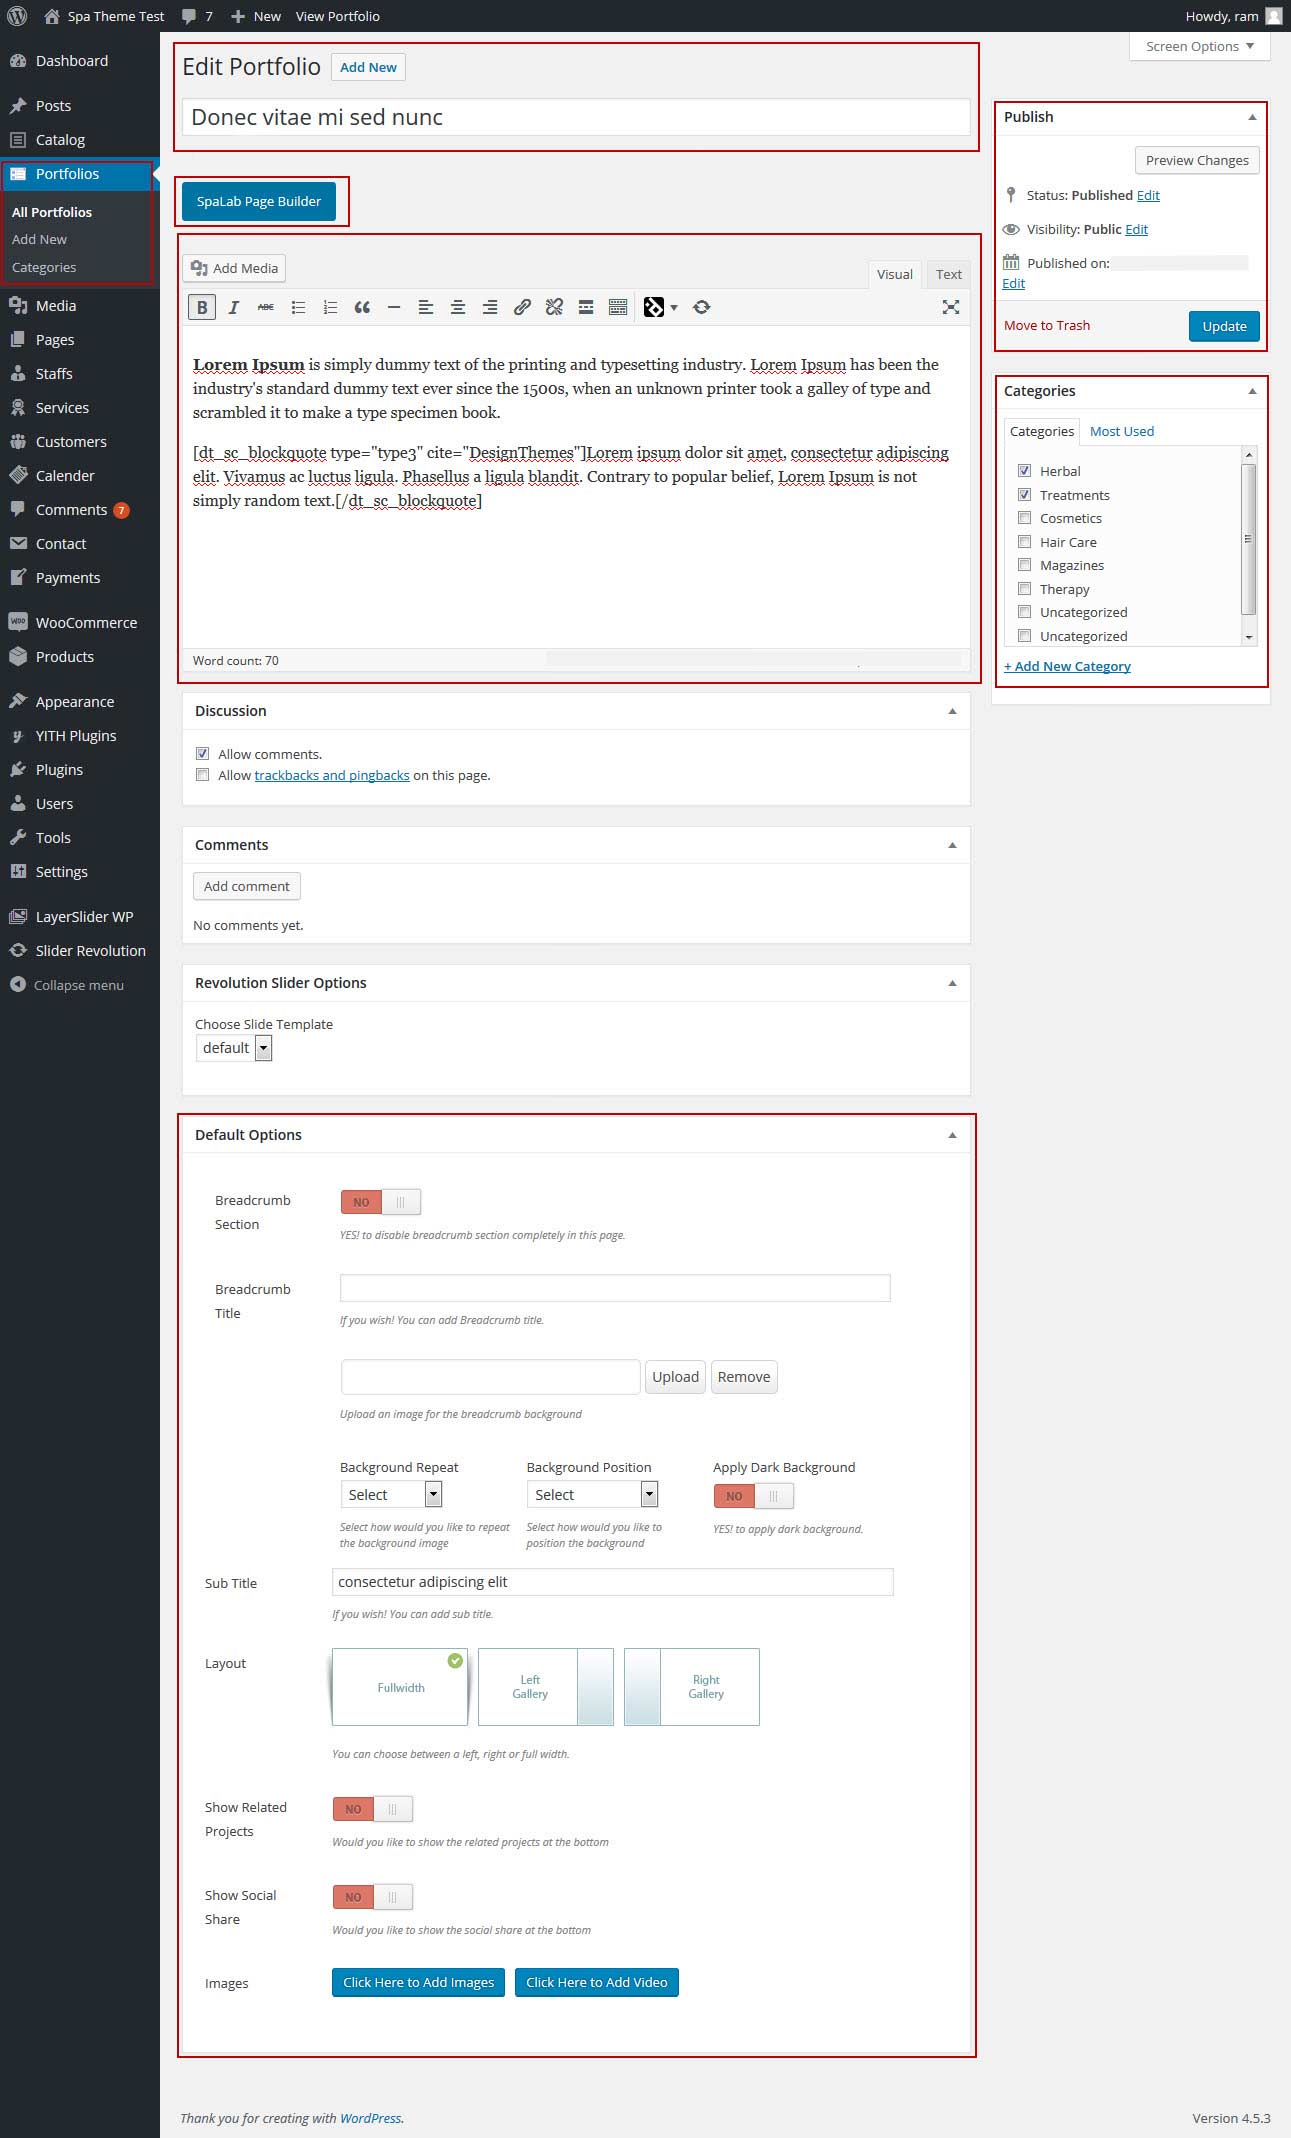 Spa Theme Test 7 New View Portfolio Howdy, ram
Screen Options
Dashboard
Posts
Catalog
Portfolios
All Portfolios
Add New
Categories
Media
Pages
Staffs
Services
Customers
Calender
Comments 7
Contact
Payments
WooCommerce
Products
Appearance
YITH Plugins
Plugins
Users
Tools
Settings
LayerSlider WP
Slider Revolution
Collapse menu
Edit Portfolio Add New
Donec vitae mi sed nunc
SpaLab Page Builder
Add Media
Visual Text
B I ABC
Lorem Ipsum is simply dummy text of the printing and typesetting industry. Lorem Ipsum has been the
industry's standard dummy text ever since the 1500s, when an unknown printer took a galley of type and
scrambled it to make a type specimen book.
[dt_sc_blockquote type="type3" cite="DesignThemes"]Lorem ipsum dolor sit amet, consectetur adipiscing
elit. Vivamus ac luctus ligula. Phasellus a ligula blandit. Contrary to popular belief, Lorem Ipsum is not
simply random text.[/dt_sc_blockquote]
Word count: 70
Discussion
Allow comments.
Allow trackbacks and pingbacks on this page.
Comments
Add comment
No comments yet.
Revolution Slider Options
Choose Slide Template
default
Default Options
Breadcrumb
Section
NO
YES! to disable breadcrumb section completely in this page.
Breadcrumb
Title
If you wish! You can add Breadcrumb title.
Upload Remove
Upload an image for the breadcrumb background
Background Repeat Background Position Apply Dark Background
Select Select NO
Select how would you like to repeat
the background image
Select how would you like to
position the background
YES! to apply dark background.
Sub Title consectetur adipiscing elit
If you wish! You can add sub title.
Layout
Fullwidth
Left
Gallery
Right
Gallery
You can choose between a left, right or full width.
Show Related
Projects
NO
Would you like to show the related projects at the bottom
Show Social
Share
NO
Would you like to show the social share at the bottom
Images Click Here to Add Images Click Here to Add Video
Publish
Preview Changes
Status: Published Edit
Visibility: Public Edit
Published on:
Edit
Move to Trash Update
Categories
Categories Most Used
Herbal
Treatments
Cosmetics
Hair Care
Magazines
Therapy
Uncategorized
Uncategorized
+ Add New Category
Thank you for creating with WordPress. Version 4.5.3